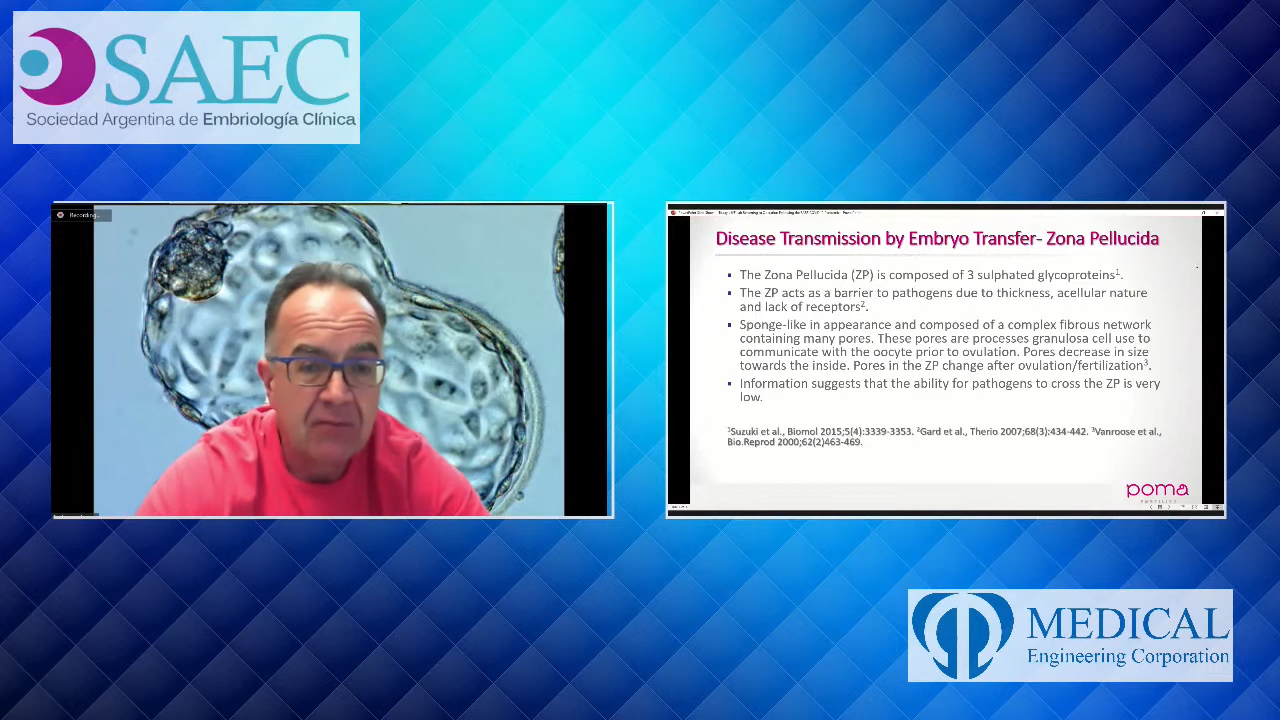 SAEC
Sociedad Argentina de Embriología Clínica
Recording...
Disease Transmission by Embryo Transfer- Zona Pellucida
▪ The Zona Pellucida (ZP) is composed of 3 sulphated glycoproteins¹.
▪ The ZP acts as a barrier to pathogens due to thickness, acellular nature
and lack of receptors².
▪ Sponge-like in appearance and composed of a complex fibrous network
containing many pores. These pores are processes granulosa cell use to
communicate with the oocyte prior to ovulation. Pores decrease in size
towards the inside. Pores in the ZP change after ovulation/fertilization³.
▪ Information suggests that the ability for pathogens to cross the ZP is very
low.
¹Suzuki et al., Biomol 2015;5(4):3339-3353. ²Gard et al., Therio 2007;68(3):434-442. ³Vanroose et al.,
Bio.Reprod 2000;62(2)463-469.
poma
FERTILITY
MEDICAL
Engineering Corporation